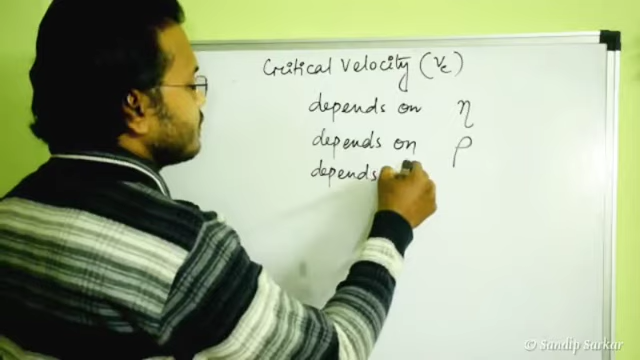 Critical Velocity (Vc)
depends on η
depends on ρ
depends
© Sandip Sarkar